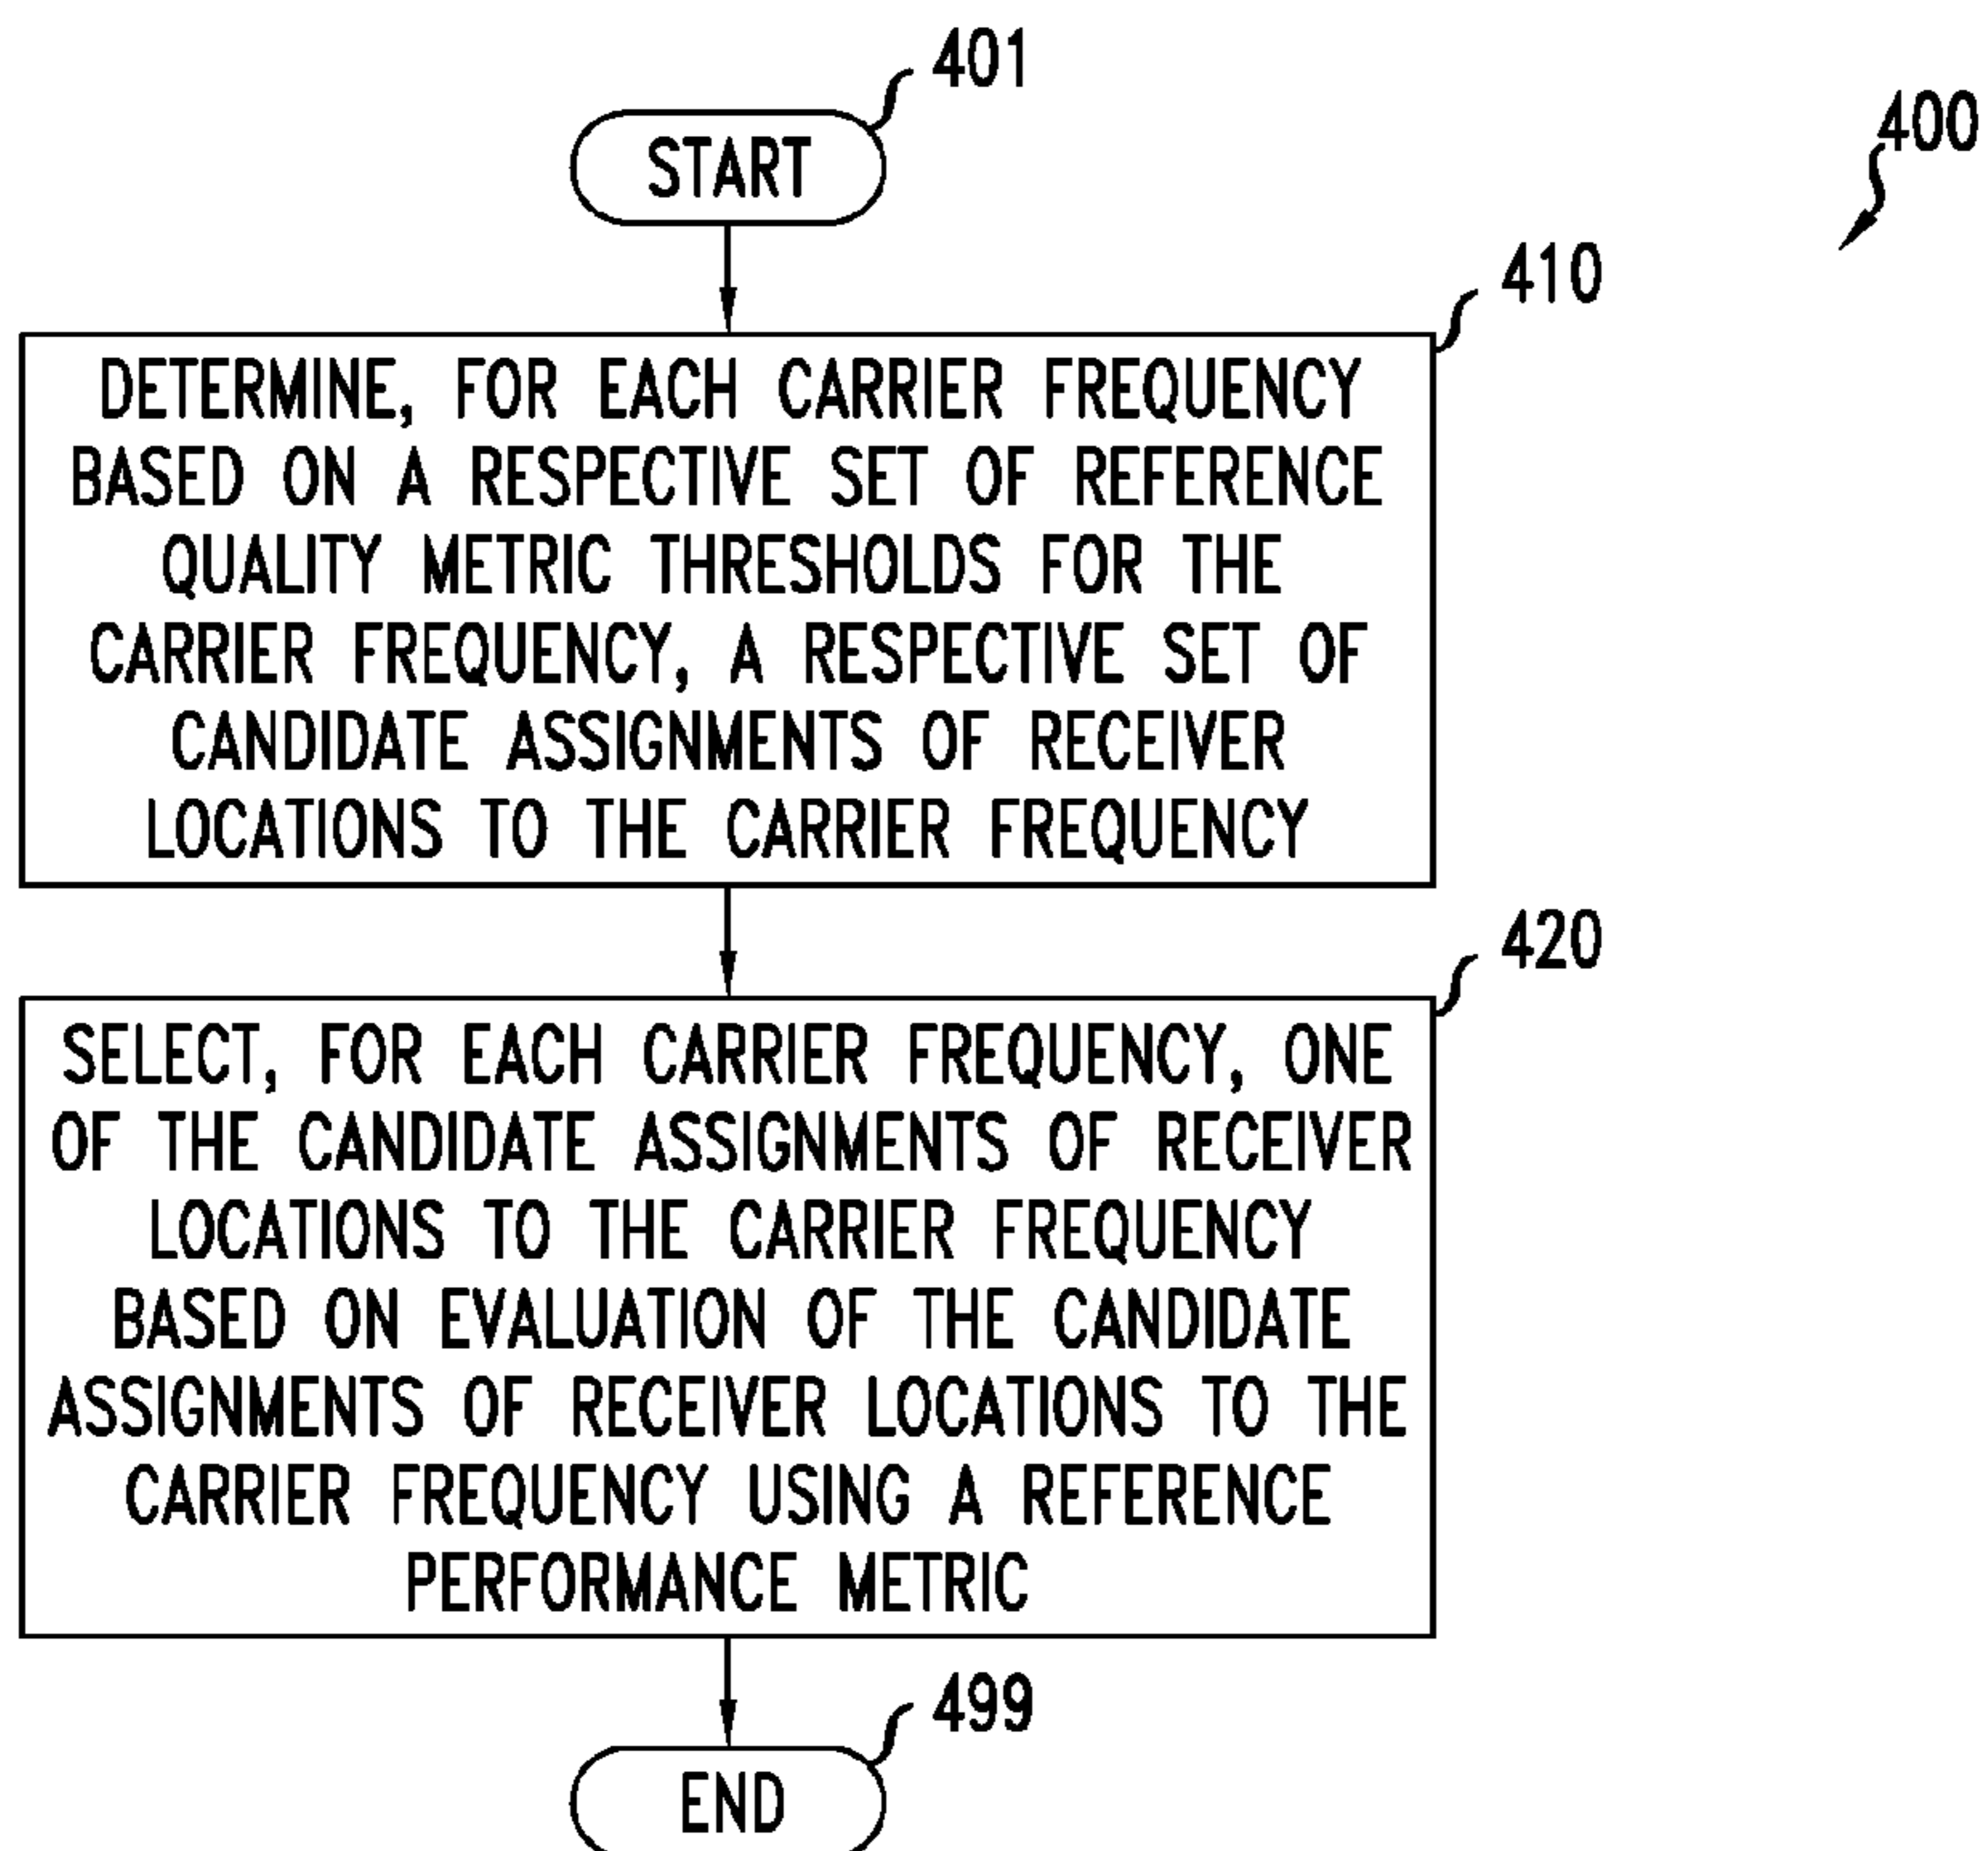 401
START
400
410
DETERMINE, FOR EACH CARRIER FREQUENCY
BASED ON A RESPECTIVE SET OF REFERENCE
QUALITY METRIC THRESHOLDS FOR THE
CARRIER FREQUENCY, A RESPECTIVE SET OF
CANDIDATE ASSIGNMENTS OF RECEIVER
LOCATIONS TO THE CARRIER FREQUENCY
420
SELECT, FOR EACH CARRIER FREQUENCY, ONE
OF THE CANDIDATE ASSIGNMENTS OF RECEIVER
LOCATIONS TO THE CARRIER FREQUENCY
BASED ON EVALUATION OF THE CANDIDATE
ASSIGNMENTS OF RECEIVER LOCATIONS TO THE
CARRIER FREQUENCY USING A REFERENCE
PERFORMANCE METRIC
499
END